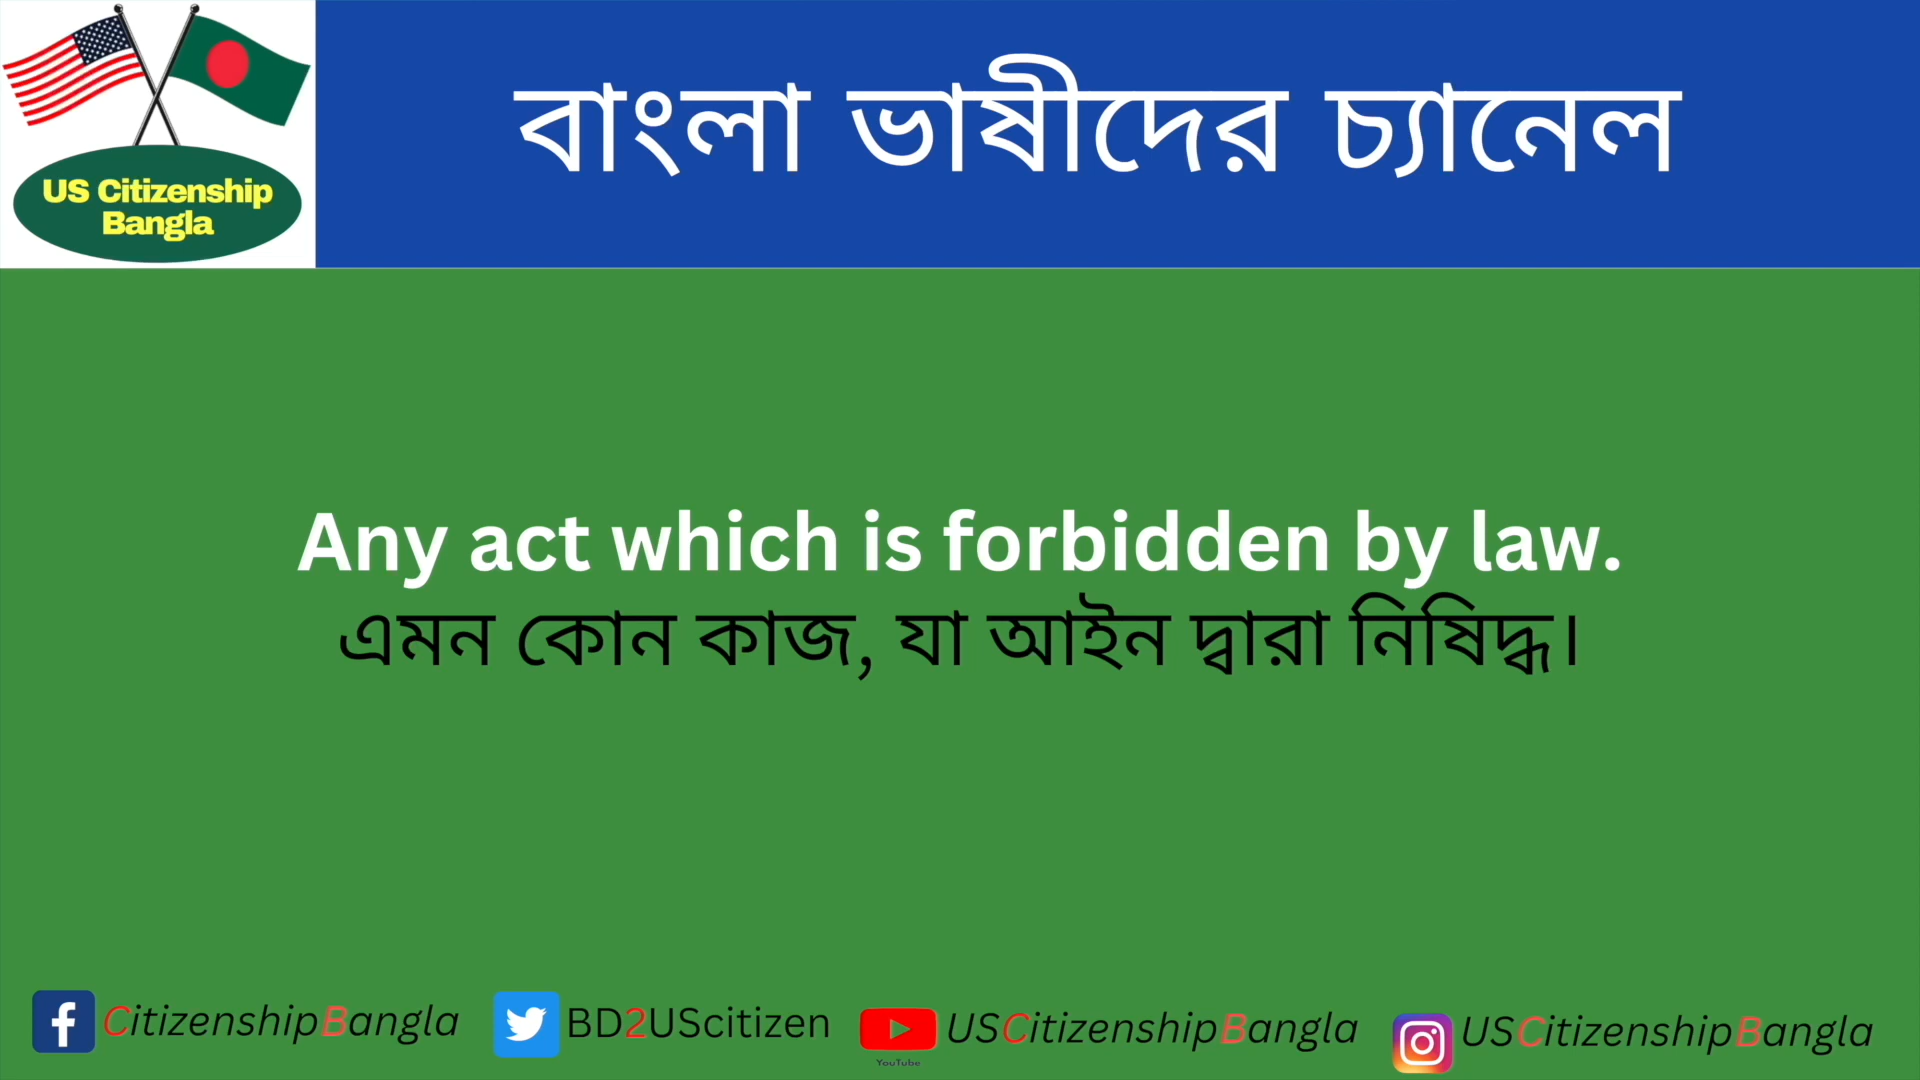 US Citizenship
Bangla
বাংলা ভাষীদের চ্যানেল
Any act which is forbidden by law.
এমন কোন কাজ, যা আইন দ্বারা নিষিদ্ধ।
CitizenshipBangla
BD2UScitizen
YouTube
USCitizenshipBangla
USCitizenshipBangla